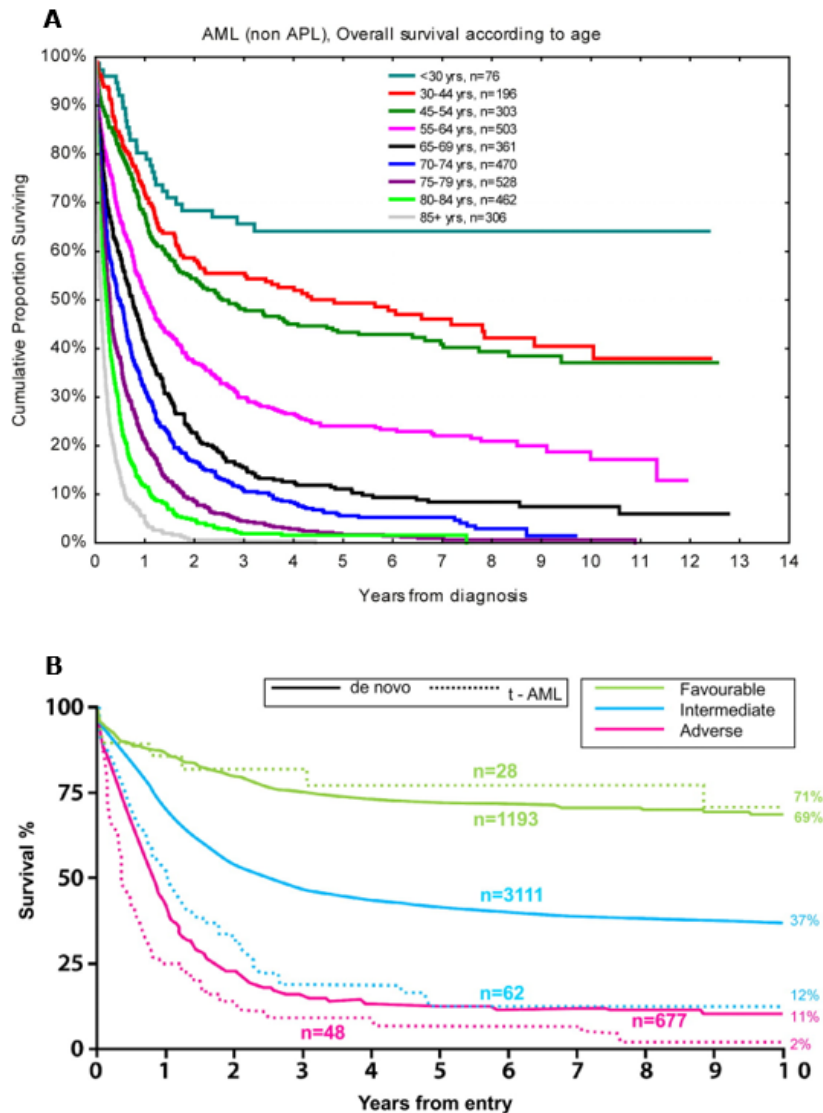 A
AML (non APL), Overall survival according to age
100%
90%
80%
70%
60%
50%
40%
30%
20%
10%
0%
Cumulative Proportion Surviving
<30 yrs, n=76
30-44 yrs, n=196
45-54 yrs, n=303
55-64 yrs, n=503
65-69 yrs, n=361
70-74 yrs, n=470
75-79 yrs, n=528
80-84 yrs, n=462
85+ yrs, n=306
0 1 2 3 4 5 6 7 8 9 10 11 12 13 14
Years from diagnosis
B
de novo t - AML
Favourable
Intermediate
Adverse
100
75
50
25
0
Survival %
n=28
71%
69%
n=1193
n=3111
37%
n=62
12%
n=48
n=677
11%
2%
0 1 2 3 4 5 6 7 8 9 1 0
Years from entry